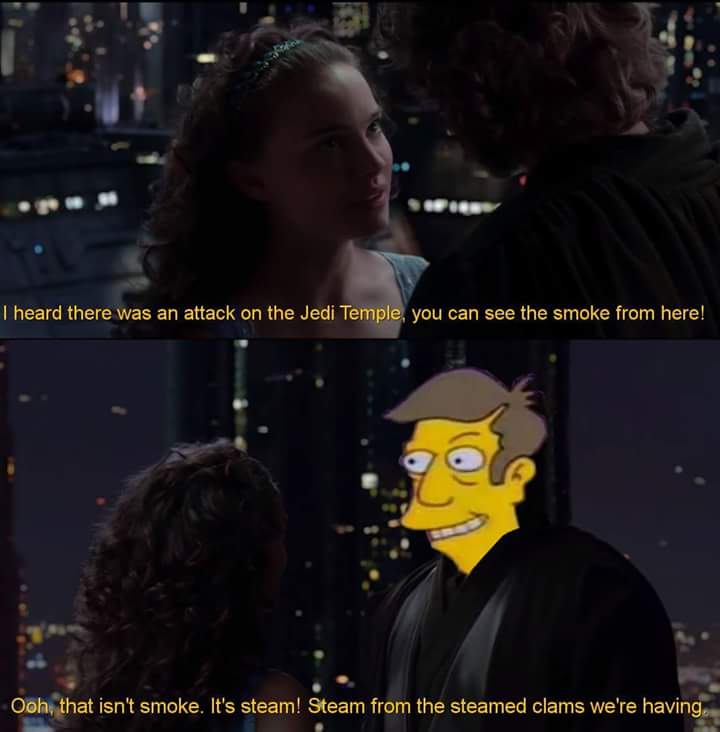 I heard there was an attack on the Jedi Temple, you can see the smoke from here!
Ooh, that isn't smoke. It's steam! Steam from the steamed clams we're having.